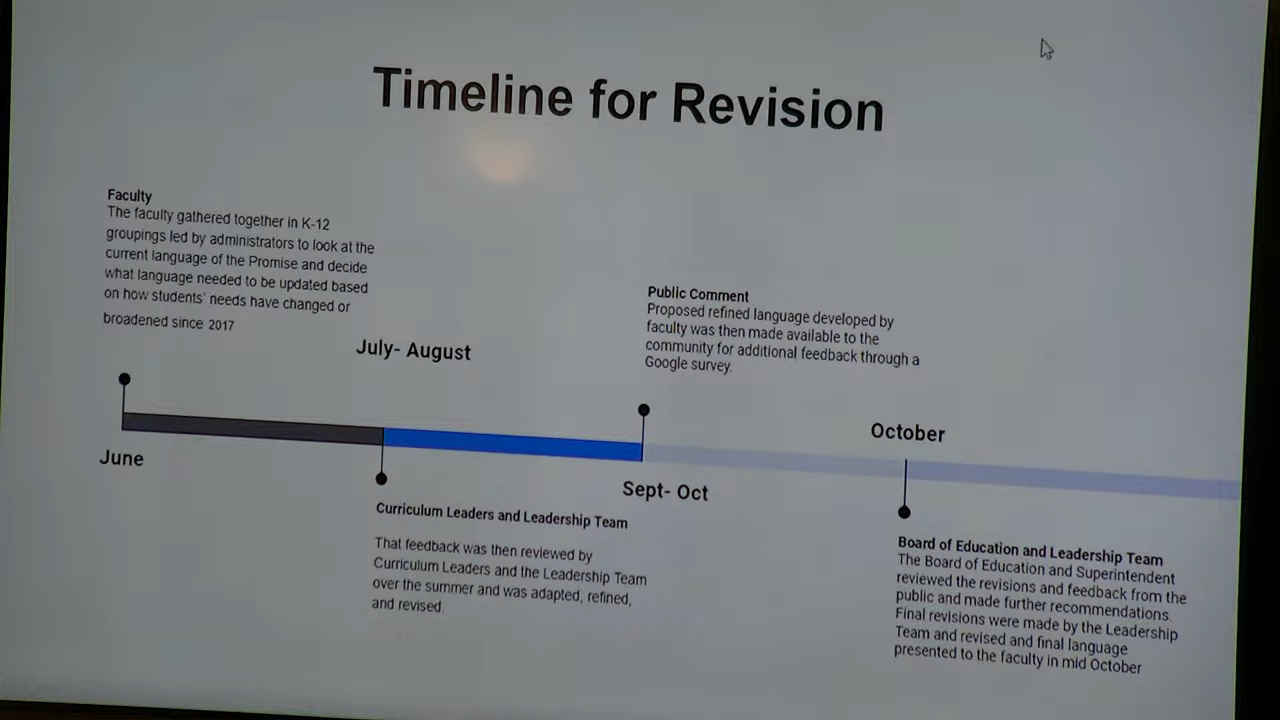 Timeline for Revision
Faculty
The faculty gathered together in K-12
groupings led by administrators to look at the
current language of the Promise and decide
what language needed to be updated based
on how students' needs have changed or
broadened since 2017
July- August
Public Comment
Proposed refined language developed by
faculty was then made available to the
community for additional feedback through a
Google survey.
October
June
Sept- Oct
Curriculum Leaders and Leadership Team
That feedback was then reviewed by
Curriculum Leaders and the Leadership Team
over the summer and was adapted, refined,
and revised.
Board of Education and Leadership Team
The Board of Education and Superintendent
reviewed the revisions and feedback from the
public and made further recommendations.
Final revisions were made by the Leadership
Team and revised and final language
presented to the faculty in mid October